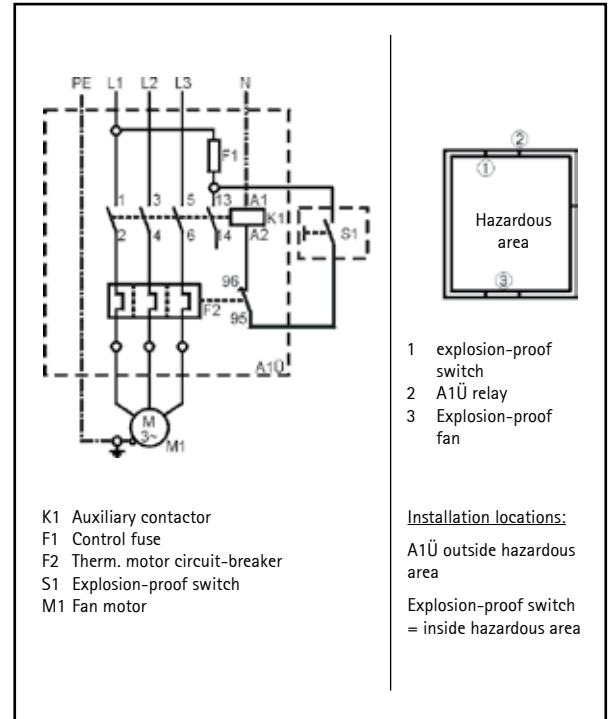 PE L1 L2 L3 N
F1
1 3 5 13 A1
K1
2 4 6 14 A2
S1
96
F2 95
A1Ü
M
3~
M1
K1 Auxiliary contactor
F1 Control fuse
F2 Therm. motor circuit-breaker
S1 Explosion-proof switch
M1 Fan motor
②
①
Hazardous
area
③
1 explosion-proof
switch
2 A1Ü relay
3 Explosion-proof
fan
Installation locations:
A1Ü outside hazardous
area
Explosion-proof switch
= inside hazardous area